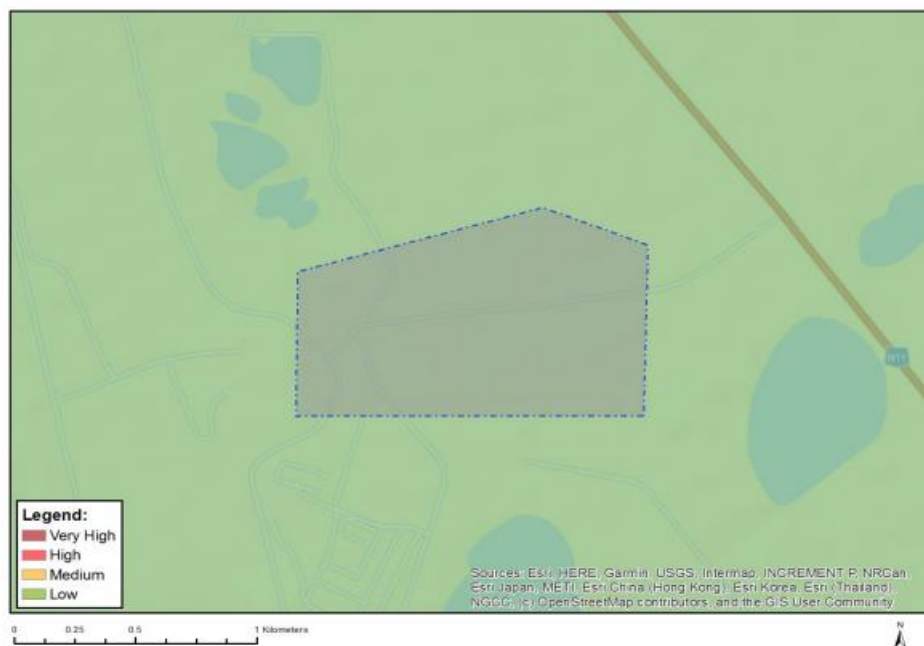 N11
Legend:
Very High
High
Medium
Low
Sources: Esri, HERE, Garmin, USGS, Intermap, INCREMENT P, NRCan,
Esri Japan, METI, Esri China (Hong Kong), Esri Korea, Esri (Thailand),
NGCC, (c) OpenStreetMap contributors, and the GIS User Community
0 0.25 0.5 1 Kilometers
N